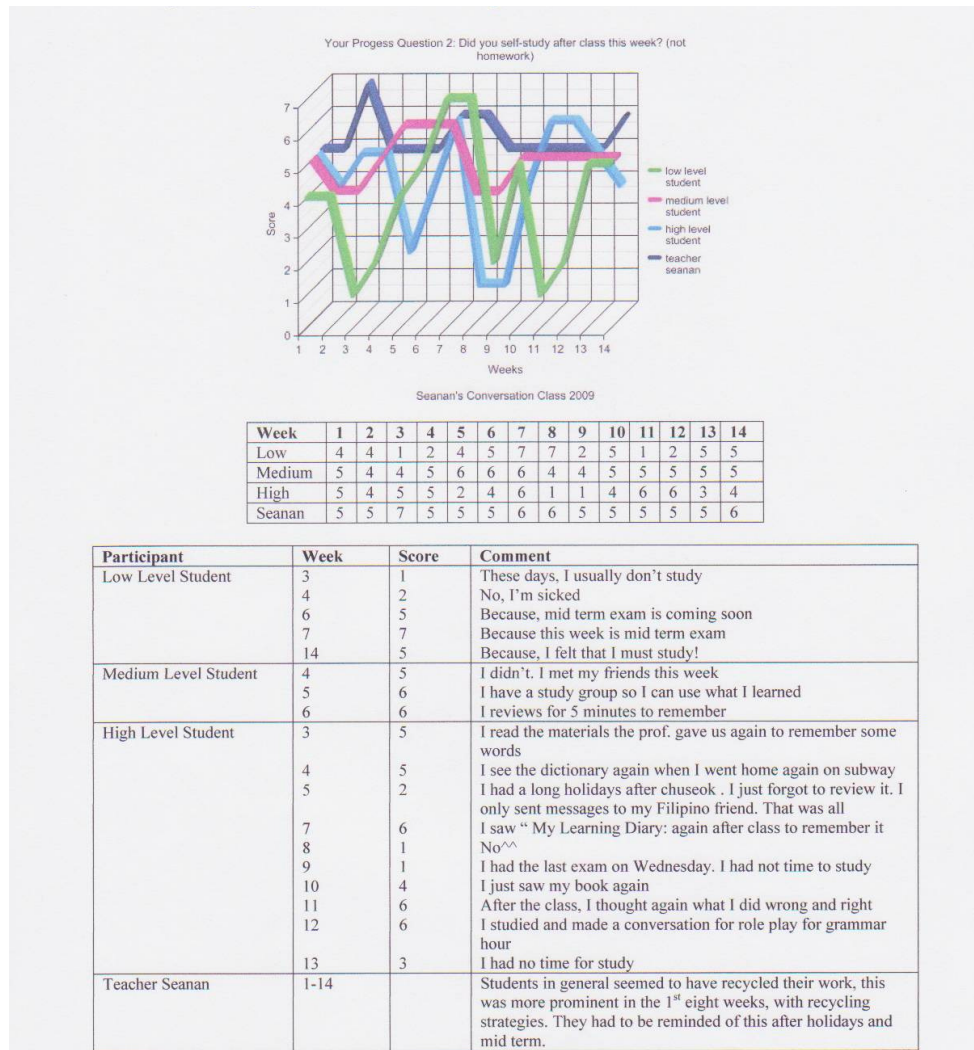 Your Progess Question 2: Did you self-study after class this week? (not
homework)
7
6
5
4
3
2
1
0
Score
1 2 3 4 5 6 7 8 9 10 11 12 13 14
Weeks
low level
student
medium level
student
high level
student
teacher
seanan
Seanan's Conversation Class 2009
Week 1 2 3 4 5 6 7 8 9 10 11 12 13 14
Low 4 4 1 2 4 5 7 7 2 5 1 2 5 5
Medium 5 4 4 5 6 6 6 4 4 5 5 5 5 5
High 5 4 5 5 2 4 6 1 1 4 6 6 3 4
Seanan 5 5 7 5 5 5 6 6 5 5 5 5 5 6
Participant Week Score Comment
Low Level Student 3 1 These days, I usually don't study
4 2 No, I'm sicked
6 5 Because, mid term exam is coming soon
7 7 Because this week is mid term exam
14 5 Because, I felt that I must study!
Medium Level Student 4 5 I didn't. I met my friends this week
5 6 I have a study group so I can use what I learned
6 6 I reviews for 5 minutes to remember
High Level Student 3 5 I read the materials the prof. gave us again to remember some
words
4 5 I see the dictionary again when I went home again on subway
5 2 I had a long holidays after chuseok . I just forgot to review it. I
only sent messages to my Filipino friend. That was all
7 6 I saw “ My Learning Diary: again after class to remember it
8 1 No^^
9 1 I had the last exam on Wednesday. I had not time to study
10 4 I just saw my book again
11 6 After the class, I thought again what I did wrong and right
12 6 I studied and made a conversation for role play for grammar
hour
13 3 I had no time for study
Teacher Seanan 1-14 Students in general seemed to have recycled their work, this
was more prominent in the 1st eight weeks, with recycling
strategies. They had to be reminded of this after holidays and
mid term.